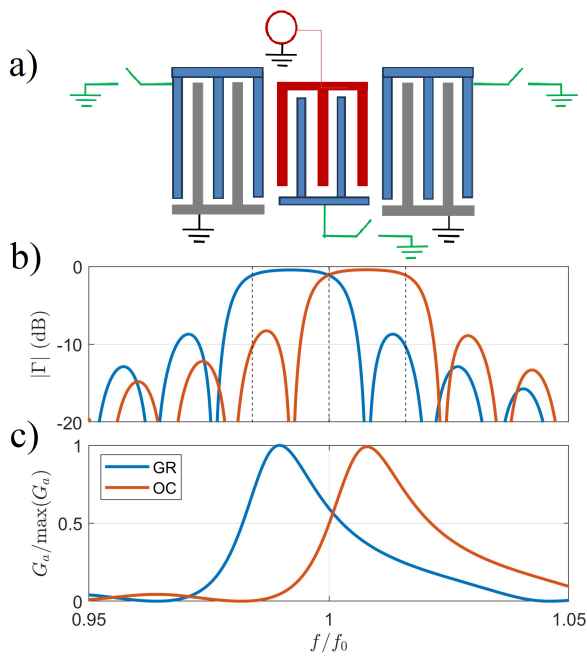 a)
b)
0
-10
-20
|Γ| (dB)
c)
1
0.5
0
G_a/max(G_a)
GR
OC
0.95
1
1.05
f/f_0